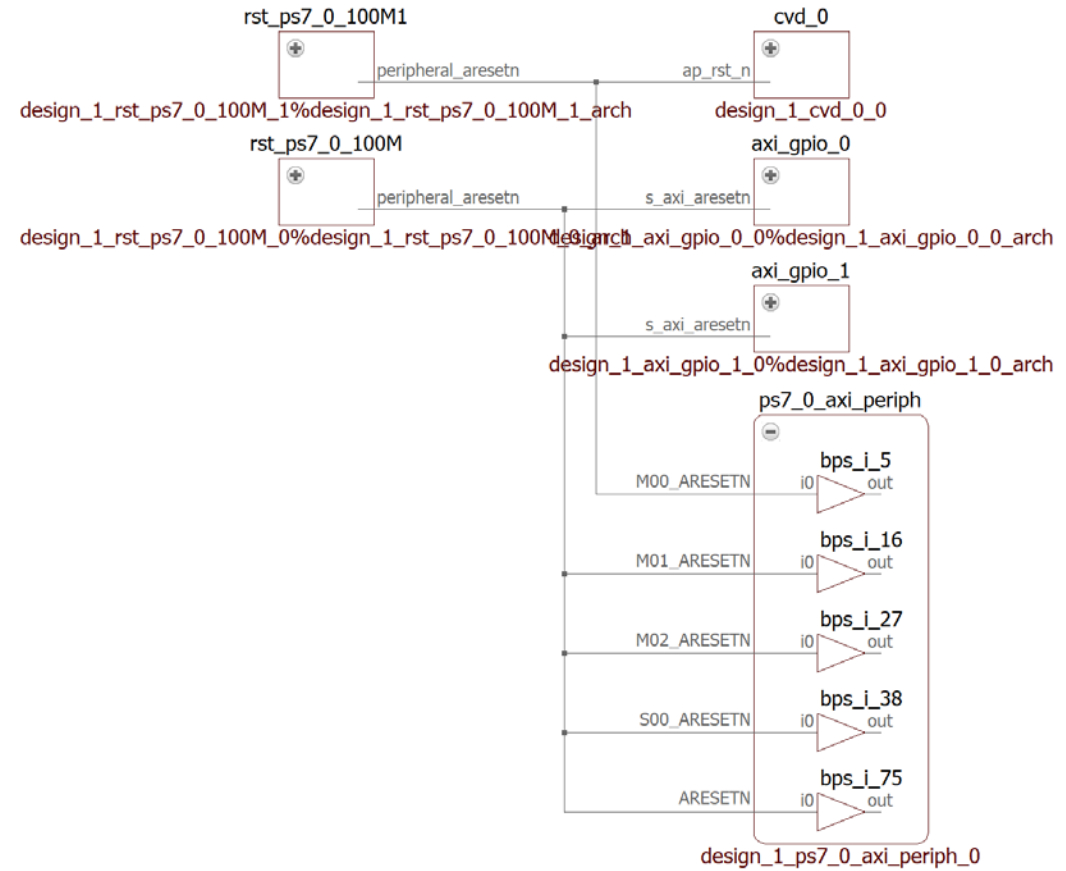 rst_ps7_0_100M1
cvd_0
peripheral_aresetn
ap_rst_n
design_1_rst_ps7_0_100M_1%design_1_rst_ps7_0_100M_1_arch
design_1_cvd_0_0
rst_ps7_0_100M
axi_gpio_0
peripheral_aresetn
s_axi_aresetn
design_1_rst_ps7_0_100M_0%design_1_rst_ps7_0_100M_0_arch
design_1_axi_gpio_0_0%design_1_axi_gpio_0_0_arch
axi_gpio_1
s_axi_aresetn
design_1_axi_gpio_1_0%design_1_axi_gpio_1_0_arch
ps7_0_axi_periph
bps_i_5
M00_ARESETN
i0
out
bps_i_16
M01_ARESETN
i0
out
bps_i_27
M02_ARESETN
i0
out
bps_i_38
S00_ARESETN
i0
out
bps_i_75
ARESETN
i0
out
design_1_ps7_0_axi_periph_0